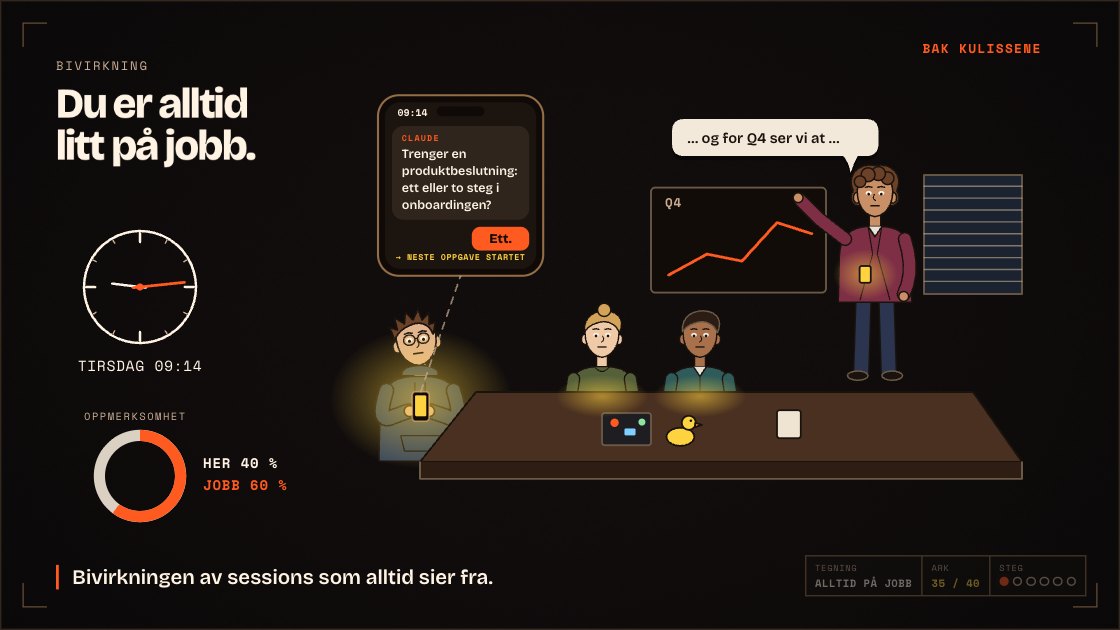 BAK KULISSENE
BIVIRKNING
Du er alltid
litt på jobb.
09:14
CLAUDE
Trenger en
produktbeslutning:
ett eller to steg i
onboardingen?
Ett.
→ NESTE OPPGAVE STARTET
... og for Q4 ser vi at ...
Q4
TIRSDAG 09:14
OPPMERKSOMHET
HER 40 %
JOBB 60 %
Bivirkningen av sessions som alltid sier fra.
TEGNING
ALLTID PÅ JOBB
ARK
35 / 40
STEG